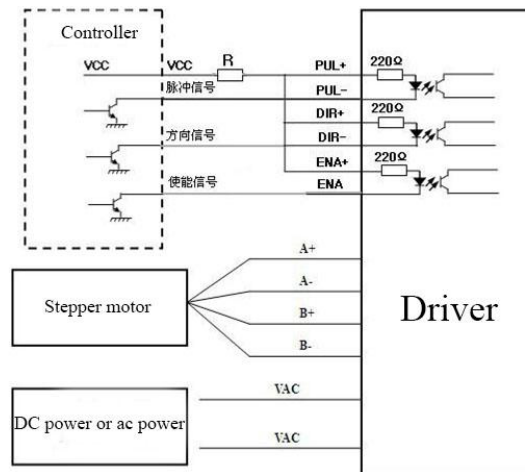 Controller
VCC VCC R PUL+ 220Ω
脉冲信号 PUL-
DIR+ 220Ω
方向信号 DIR-
ENA+ 220Ω
使能信号 ENA
A+
Stepper motor A-
B+
B-
Driver
DC power or ac power VAC
VAC